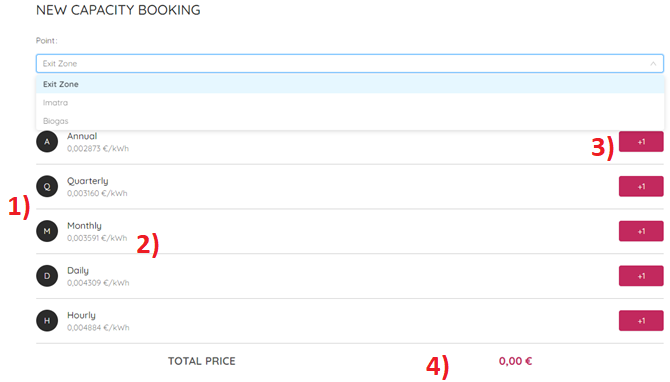 NEW CAPACITY BOOKING
Point:
Exit Zone
Exit Zone
Imatra
Biogas
A Annual 3) +1
0,002873 €/kWh
Q Quarterly +1
0,003160 €/kWh
1)
M Monthly +1
0,003591 €/kWh 2)
D Daily +1
0,004309 €/kWh
H Hourly +1
0,004884 €/kWh
TOTAL PRICE 4) 0,00 €